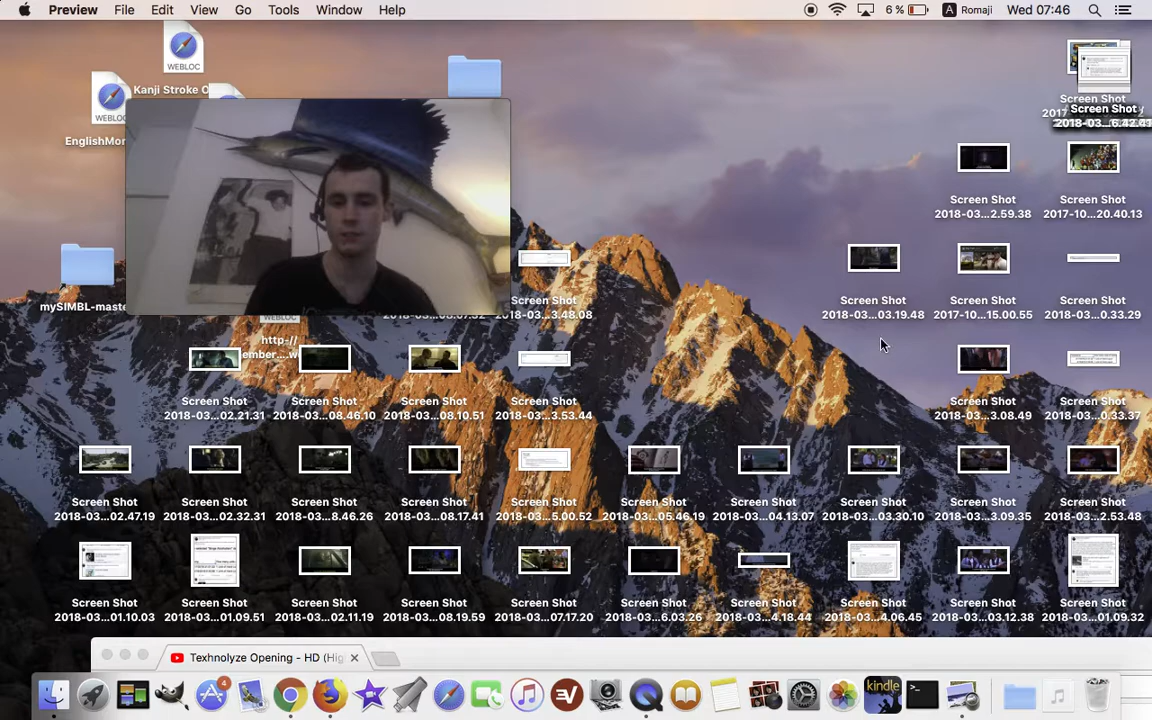 Preview File Edit View Go Tools Window Help 6 % A Romaji Wed 07:46
WEBLOC
Kanji Stroke O
WEBLOC
EnglishMor
Screen Shot
Screen Shot
Screen Shot
2018-03...2.59.38
Screen Shot
2017-10...20.40.13
mySIMBL-maste
Screen Shot
2018-03...3.48.08
Screen Shot
2018-03...03.19.48
Screen Shot
2017-10...15.00.55
Screen Shot
2018-03...0.33.29
WEBLOC
http-//
ember....w
Screen Shot
2018-03...02.21.31
Screen Shot
2018-03...08.46.10
Screen Shot
2018-03...08.10.51
Screen Shot
2018-03...3.53.44
Screen Shot
2018-03...3.08.49
Screen Shot
2018-03...0.33.37
Screen Shot
2018-03...02.47.19
Screen Shot
2018-03...02.32.31
Screen Shot
2018-03...8.46.26
Screen Shot
2018-03...08.17.41
Screen Shot
2018-03...5.00.52
Screen Shot
2018-03...05.46.19
Screen Shot
2018-03...04.13.07
Screen Shot
2018-03...03.30.10
Screen Shot
2018-03...3.09.35
Screen Shot
2018-03...2.53.48
Screen Shot
2018-03...01.10.03
Screen Shot
2018-03...01.09.51
Screen Shot
2018-03...02.11.19
Screen Shot
2018-03...08.19.59
Screen Shot
2018-03...07.17.20
Screen Shot
2018-03...6.03.26
Screen Shot
2018-03...4.18.44
Screen Shot
2018-03...4.06.45
Screen Shot
2018-03...03.12.38
Screen Shot
2018-03...01.09.32
Texhnolyze Opening - HD (Hig
4
kindle